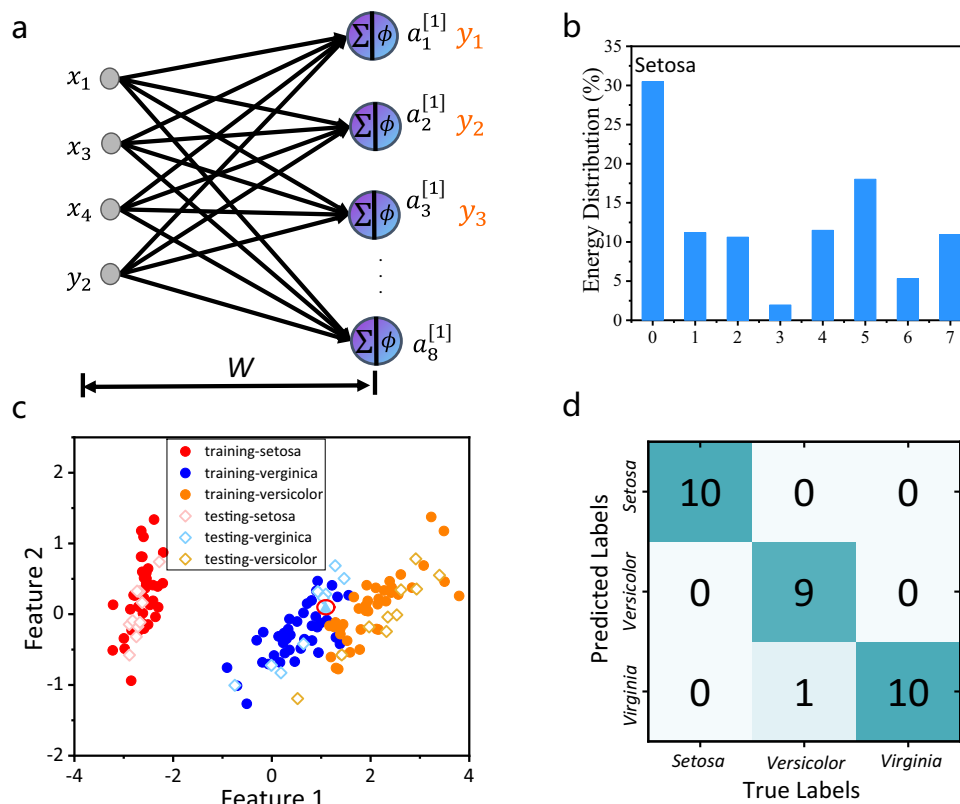 a
x₁
x₃
x₄
y₂
Σ ϕ a₁^[1] y₁
Σ ϕ a₂^[1] y₂
Σ ϕ a₃^[1] y₃
Σ ϕ a₈^[1]
W
b
Setosa
Energy Distribution (%)
35
30
25
20
15
10
5
0
0 1 2 3 4 5 6 7
c
training-setosa
training-verginica
training-versicolor
testing-setosa
testing-verginica
testing-versicolor
Feature 2
2
1
0
-1
-2
-4 -2 0 2 4
Feature 1
d
Predicted Labels
Setosa
Versicolor
Virginia
10 0 0
0 9 0
0 1 10
Setosa Versicolor Virginia
True Labels